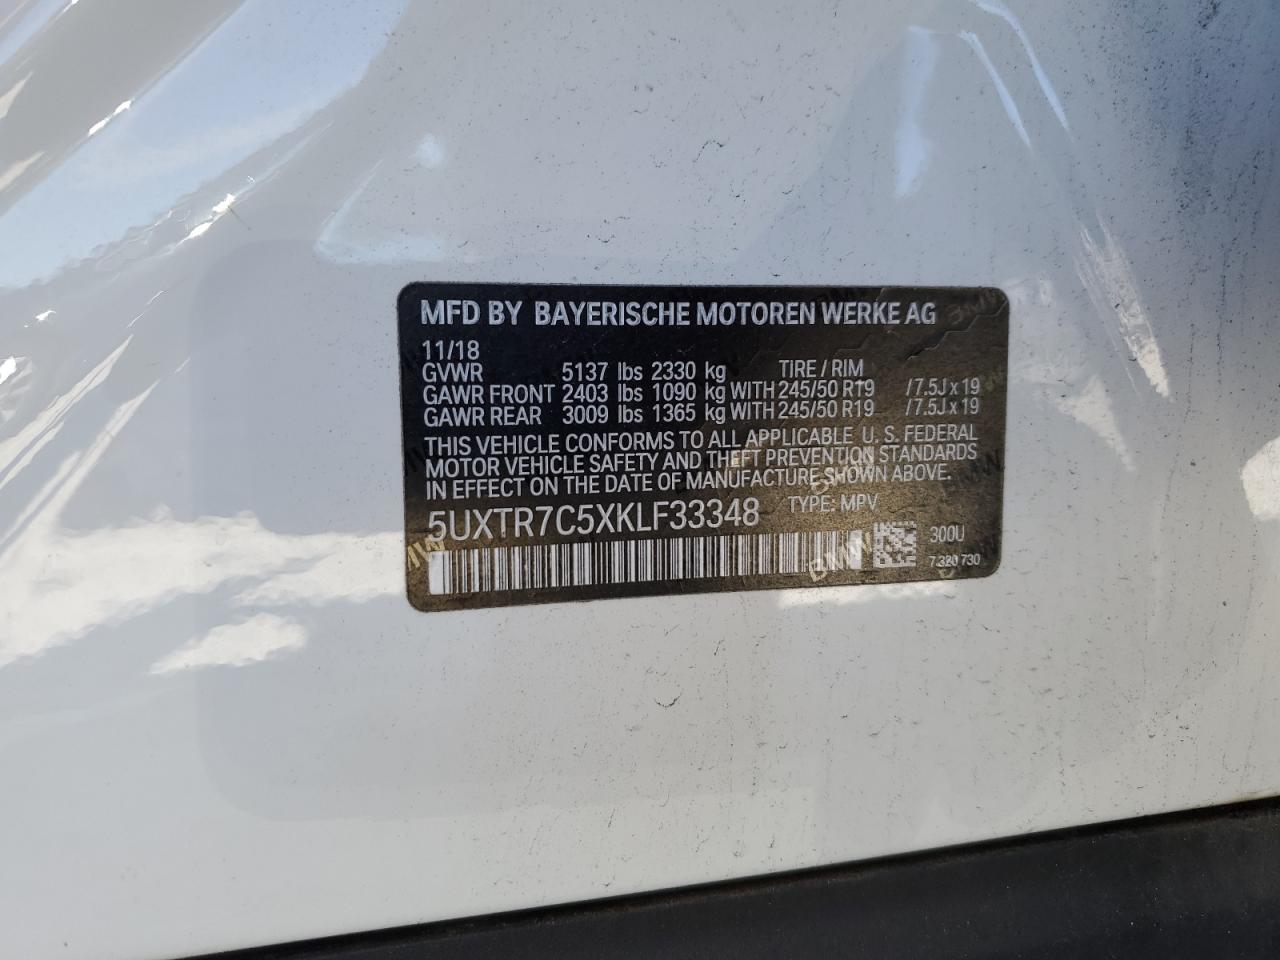 MFD BY BAYERISCHE MOTOREN WERKE AG
11/18
GVWR 5137 lbs 2330 kg TIRE / RIM
GAWR FRONT 2403 lbs 1090 kg WITH 245/50 R19 /7.5J x 19
GAWR REAR 3009 lbs 1365 kg WITH 245/50 R19 /7.5J x 19
THIS VEHICLE CONFORMS TO ALL APPLICABLE U. S. FEDERAL
MOTOR VEHICLE SAFETY AND THEFT PREVENTION STANDARDS
IN EFFECT ON THE DATE OF MANUFACTURE SHOWN ABOVE.
5UXTR7C5XKLF33348 TYPE: MPV
300U
7 320 730